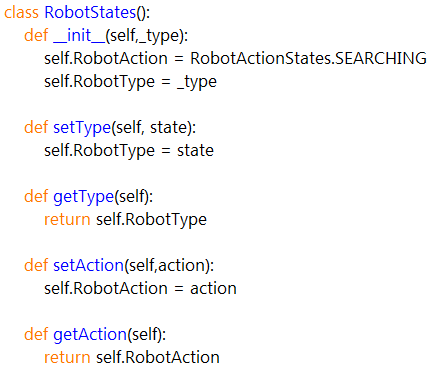 class RobotStates():
    def __init__(self,_type):
        self.RobotAction = RobotActionStates.SEARCHING
        self.RobotType = _type
    def setType(self, state):
        self.RobotType = state
    def getType(self):
        return self.RobotType
    def setAction(self,action):
        self.RobotAction = action
    def getAction(self):
        return self.RobotAction